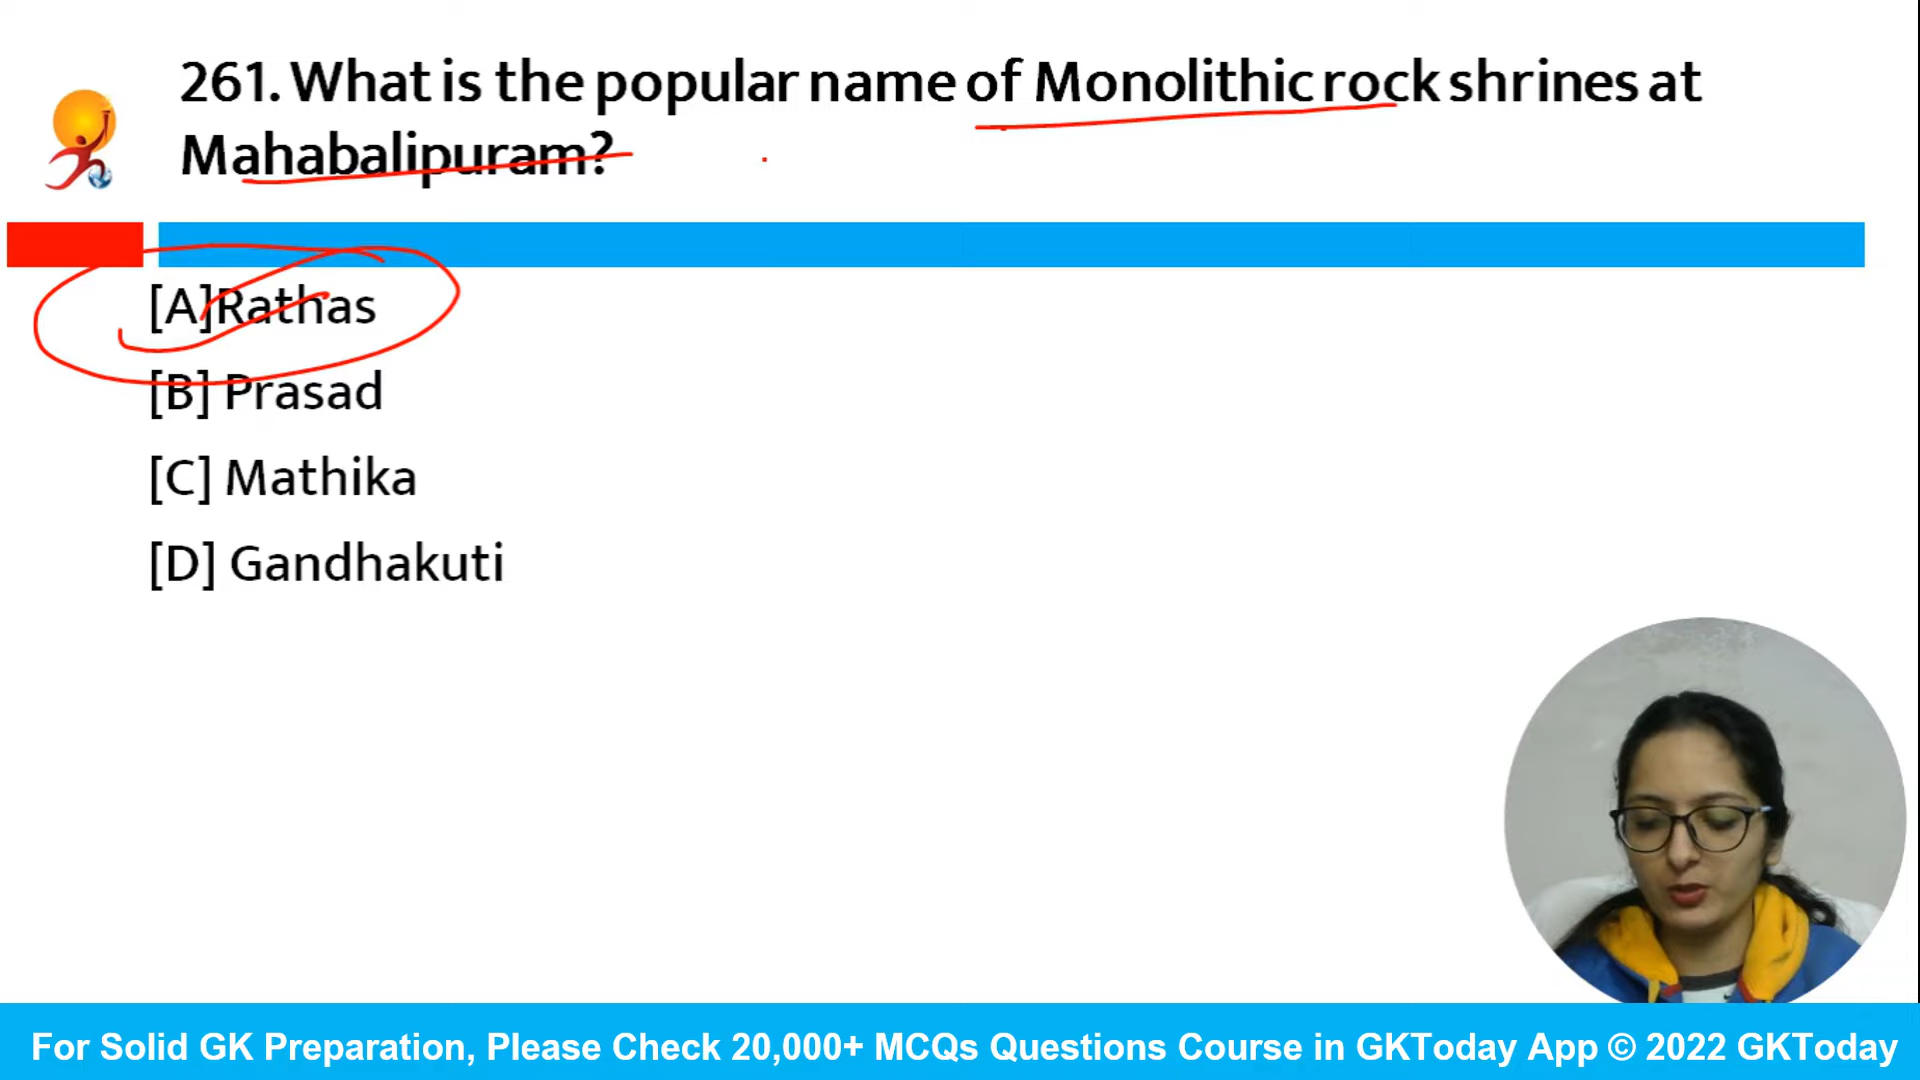 261. What is the popular name of Monolithic rock shrines at
Mahabalipuram?
[A]Rathas
[B] Prasad
[C] Mathika
[D] Gandhakuti
For Solid GK Preparation, Please Check 20,000+ MCQs Questions Course in GKToday App © 2022 GKToday